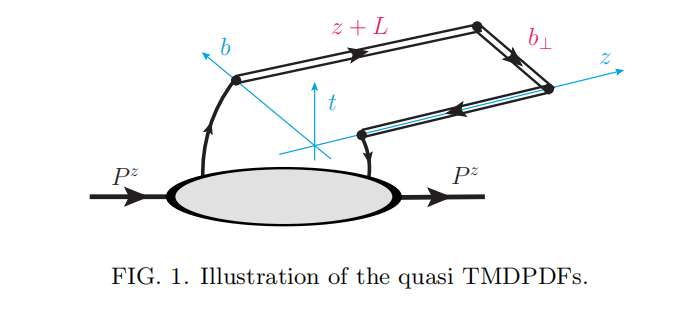 z + L
b
b⊥
z
t
P^z
P^z
FIG. 1. Illustration of the quasi TMDPDFs.